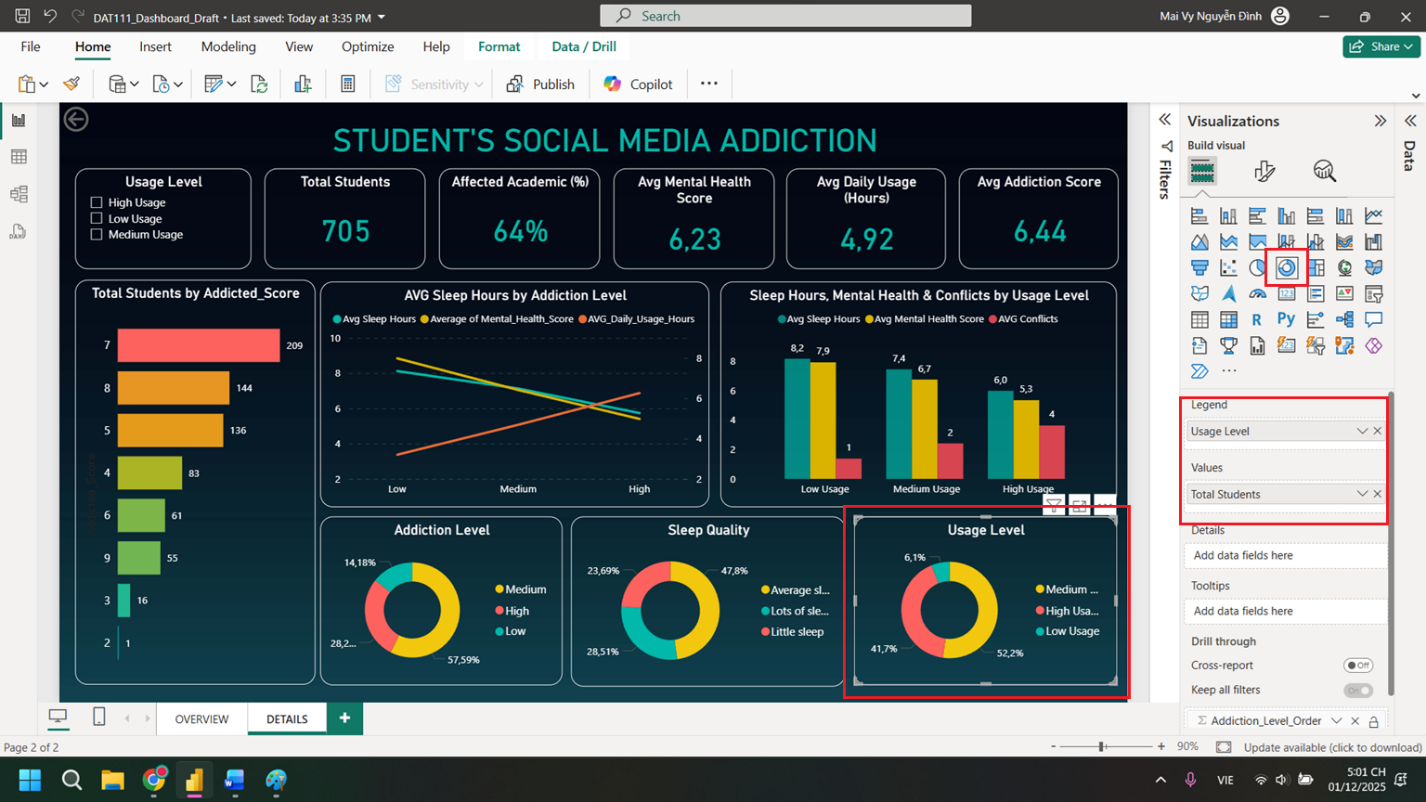 DAT111_Dashboard_Draft • Last saved: Today at 3:35 PM
Search
Mai Vy Nguyễn Đình
File
Home
Insert
Modeling
View
Optimize
Help
Format
Data / Drill
Share
Sensitivity
Publish
Copilot
STUDENT'S SOCIAL MEDIA ADDICTION
Usage Level
High Usage
Low Usage
Medium Usage
Total Students
705
Affected Academic (%)
64%
Avg Mental Health
Score
6,23
Avg Daily Usage
(Hours)
4,92
Avg Addiction Score
6,44
Total Students by Addicted_Score
7
209
8
144
5
136
4
83
6
61
9
55
3
16
2
1
AVG Sleep Hours by Addiction Level
Avg Sleep Hours
Average of Mental_Health_Score
AVG_Daily_Usage_Hours
10
8
6
4
2
8
6
4
2
Low
Medium
High
Sleep Hours, Mental Health & Conflicts by Usage Level
Avg Sleep Hours
Avg Mental Health Score
AVG Conflicts
8
6
4
2
0
8,2
7,9
1
7,4
6,7
2
6,0
5,3
4
Low Usage
Medium Usage
High Usage
Addiction Level
14,18%
28,2...
57,59%
Medium
High
Low
Sleep Quality
23,69%
47,8%
28,51%
Average sl...
Lots of sle...
Little sleep
Usage Level
6,1%
41,7%
52,2%
Medium ...
High Usa...
Low Usage
Filters
Visualizations
Build visual
Data
DAX
123
R
Py
Legend
Usage Level
Values
Total Students
Details
Add data fields here
Tooltips
Add data fields here
Drill through
Cross-report
Off
Keep all filters
On
Σ Addiction_Level_Order
OVERVIEW
DETAILS
+
Page 2 of 2
- + 90%
Update available (click to download)
VIE
5:01 CH
01/12/2025